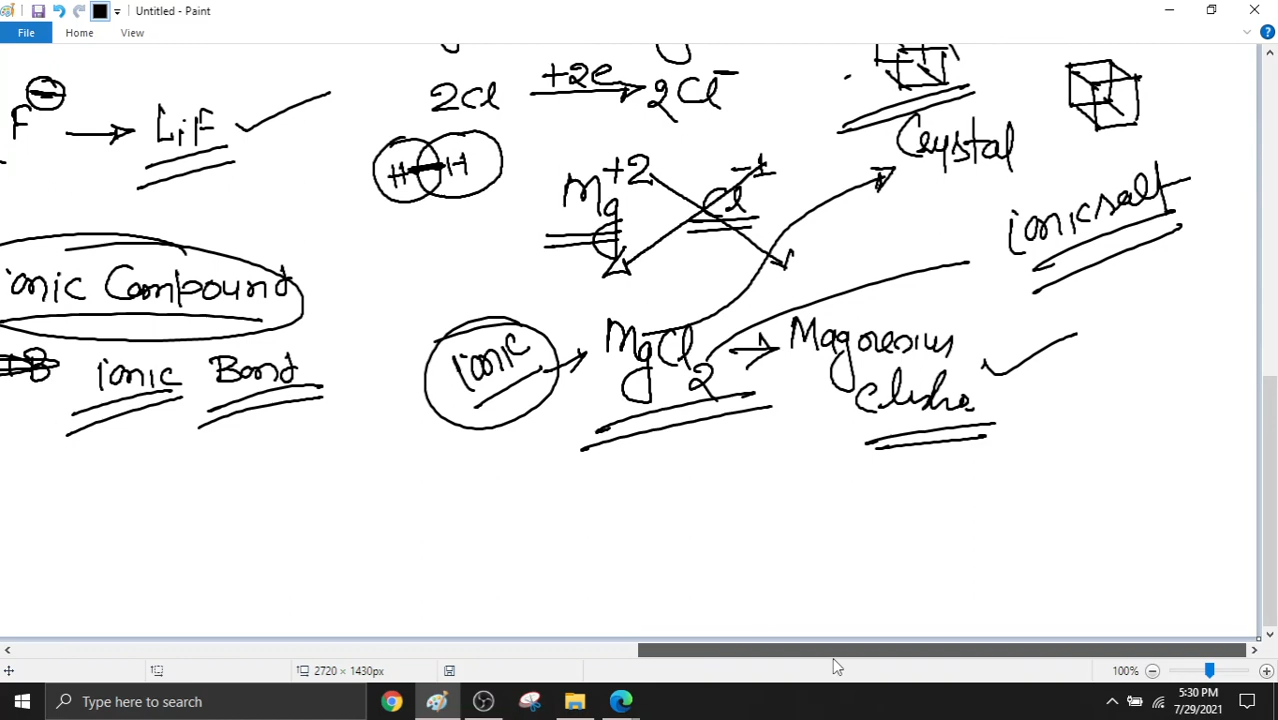 Untitled - Paint
File Home View
2Cl +2e 2Cl⁻
F⁻ → LiF
H-H
Crystal
Mg +2 Cl -1
ionic salt
ionic Compound
ionic → MgCl2 → Magnesium
ionic Bond
2720 × 1430px
100%
Type here to search
5:30 PM
7/29/2021